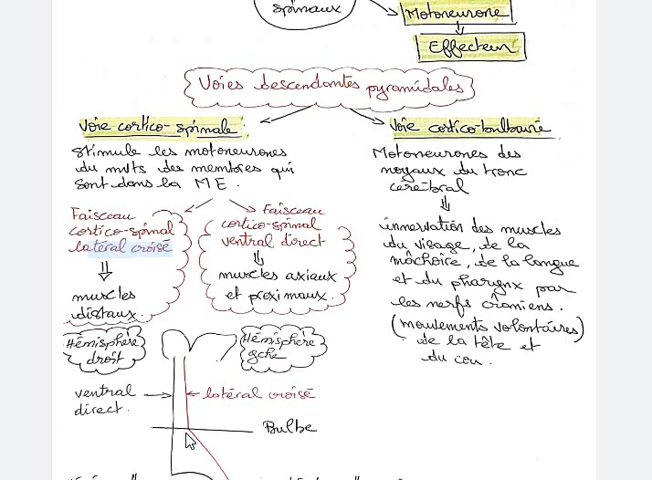 spinaux
Motoneurone
Effecteur
Voies descendantes pyramidales
Voie cortico-spinale
stimule les motoneurones
du mvts des membres qui
sont dans la ME.
Faisceau
cortico-spinal
latéral croisé
muscles
distaux.
Faisceau
cortico-spinal
ventral direct
muscles axiaux
et proximaux.
Voie cortico-bulbaire
Motoneurones des
noyaux du tronc
cérébral
innervation des muscles
du visage, de la
mâchoire, de la langue
et du pharynx par
les nerfs crâniens.
(mouvements volontaires)
de la tête et
du cou.
Hémisphère
droit
Hémisphère
gche
ventral
direct.
latéral croisé
Bulbe